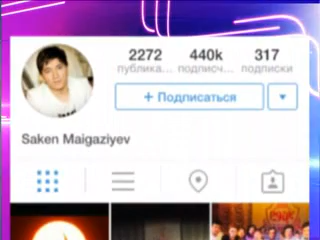 2272 440k 317
публика... подписч... подписки
+ Подписаться
Saken Maigaziyev